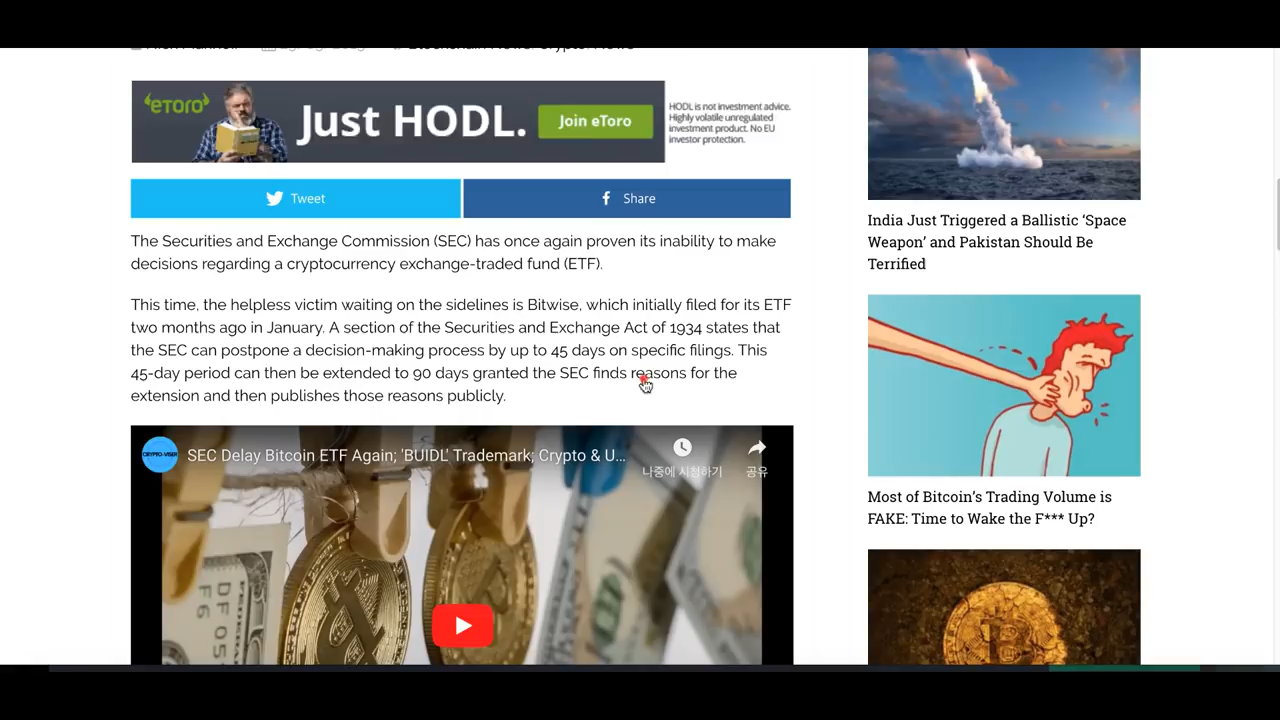 eToro
Just HODL.
Join eToro
HODL is not investment advice.
Highly volatile unregulated
investment product. No EU
investor protection.
Tweet
Share
The Securities and Exchange Commission (SEC) has once again proven its inability to make
decisions regarding a cryptocurrency exchange-traded fund (ETF).
This time, the helpless victim waiting on the sidelines is Bitwise, which initially filed for its ETF
two months ago in January. A section of the Securities and Exchange Act of 1934 states that
the SEC can postpone a decision-making process by up to 45 days on specific filings. This
45-day period can then be extended to 90 days granted the SEC finds reasons for the
extension and then publishes those reasons publicly.
CRYPTO-VISER
SEC Delay Bitcoin ETF Again; 'BUIDL' Trademark; Crypto & U...
나중에 시청하기
공유
India Just Triggered a Ballistic ‘Space
Weapon’ and Pakistan Should Be
Terrified
Most of Bitcoin’s Trading Volume is
FAKE: Time to Wake the F*** Up?